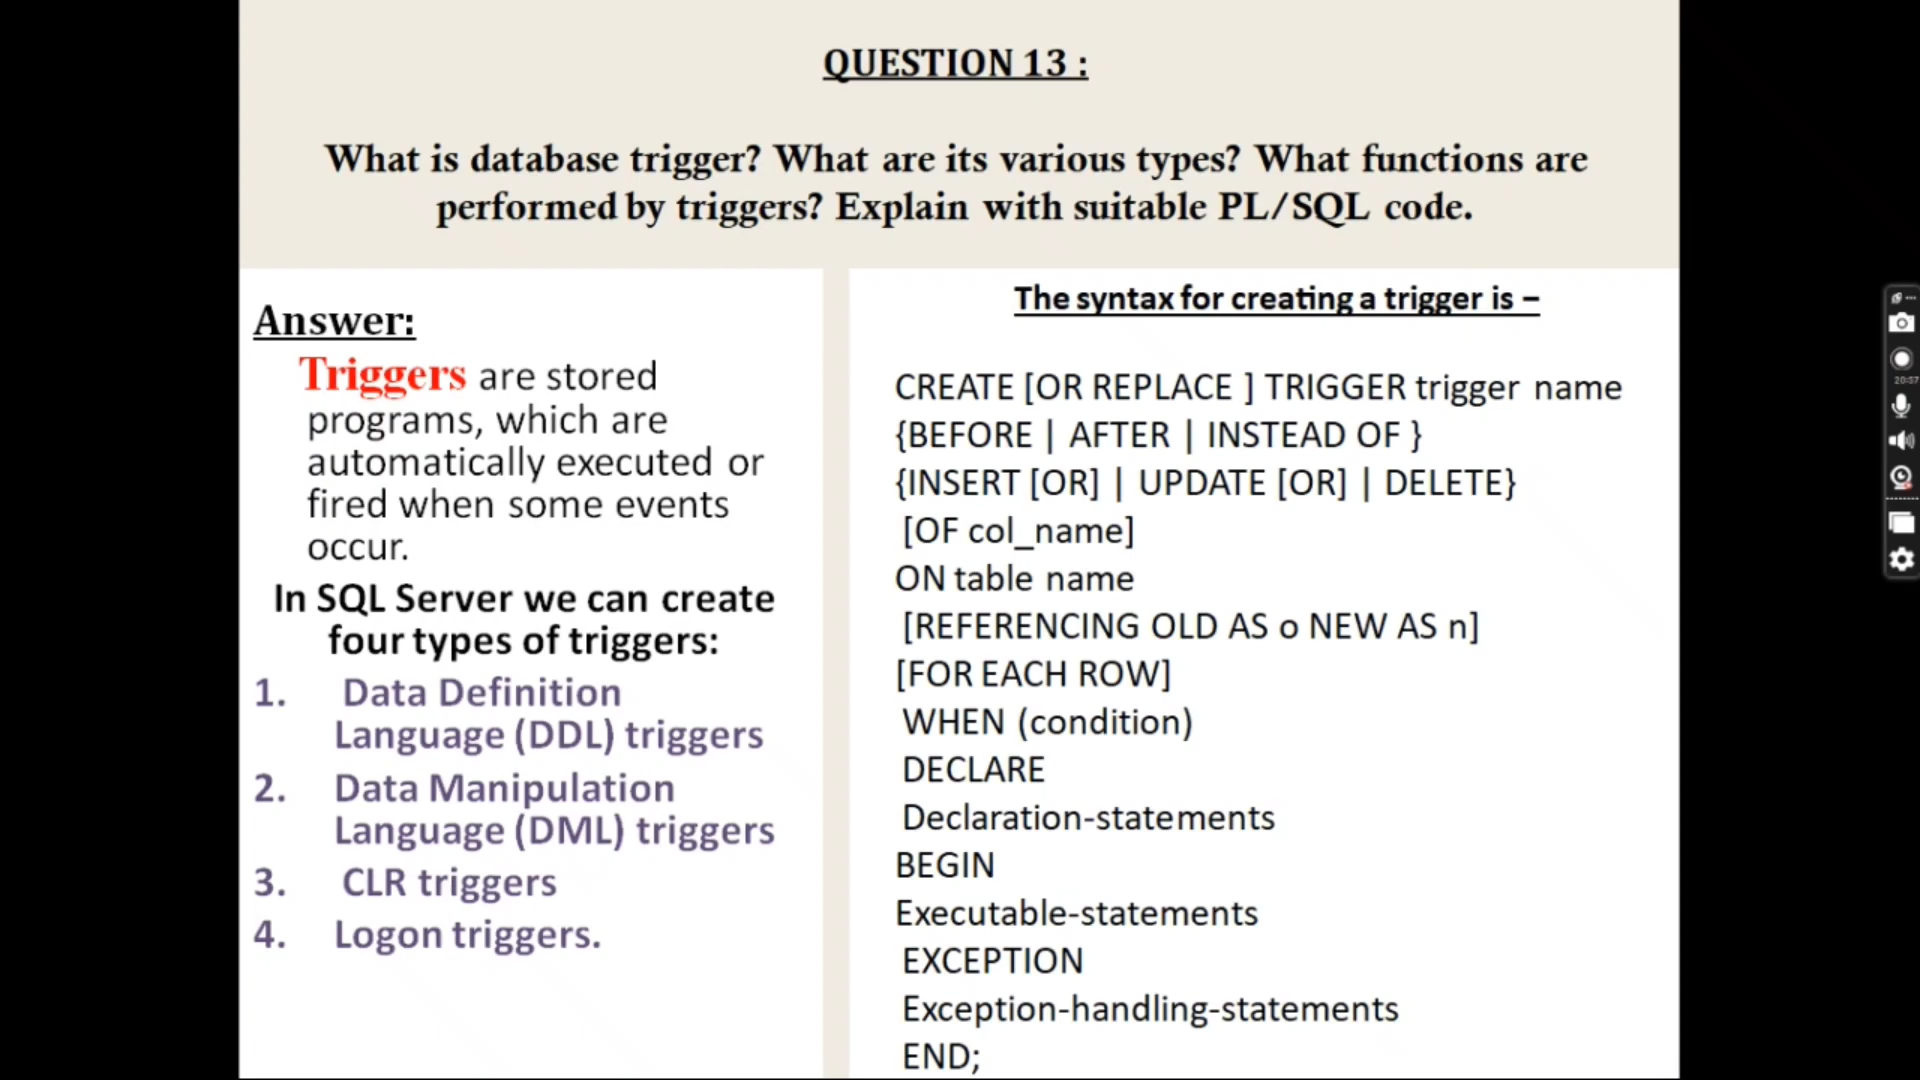 QUESTION 13 :
What is database trigger? What are its various types? What functions are
performed by triggers? Explain with suitable PL/SQL code.
Answer:
Triggers are stored
programs, which are
automatically executed or
fired when some events
occur.
In SQL Server we can create
four types of triggers:
1. Data Definition
Language (DDL) triggers
2. Data Manipulation
Language (DML) triggers
3. CLR triggers
4. Logon triggers.
The syntax for creating a trigger is –
CREATE [OR REPLACE ] TRIGGER trigger name
{BEFORE | AFTER | INSTEAD OF }
{INSERT [OR] | UPDATE [OR] | DELETE}
[OF col_name]
ON table name
[REFERENCING OLD AS o NEW AS n]
[FOR EACH ROW]
WHEN (condition)
DECLARE
Declaration-statements
BEGIN
Executable-statements
EXCEPTION
Exception-handling-statements
END;
20:57